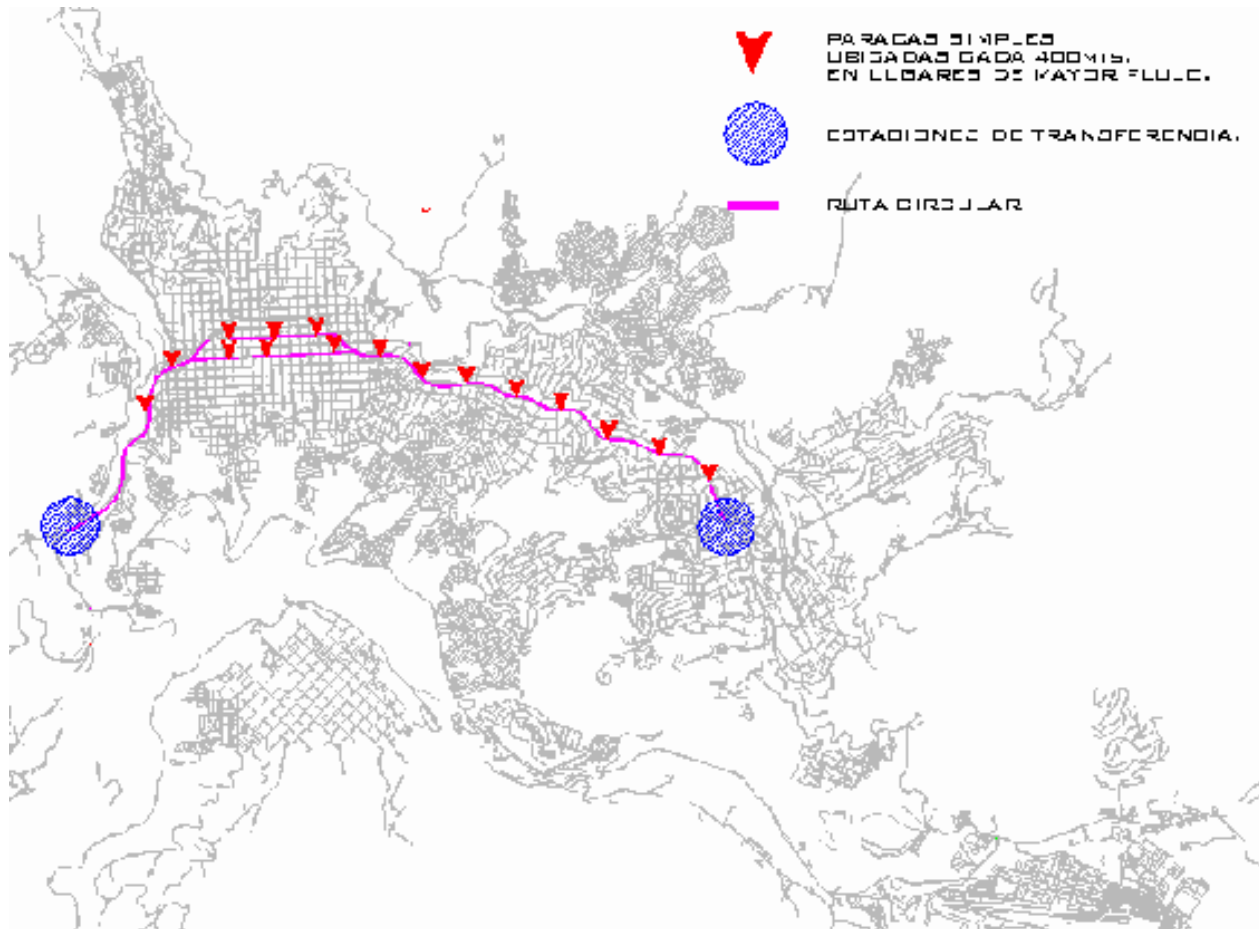 PARADAS SIMPLES
UBICADAS CADA 400MTS.
EN LUGARES DE MAYOR FLUJO.
ESTACIONES DE TRANSFERENCIA.
RUTA CIRCULAR